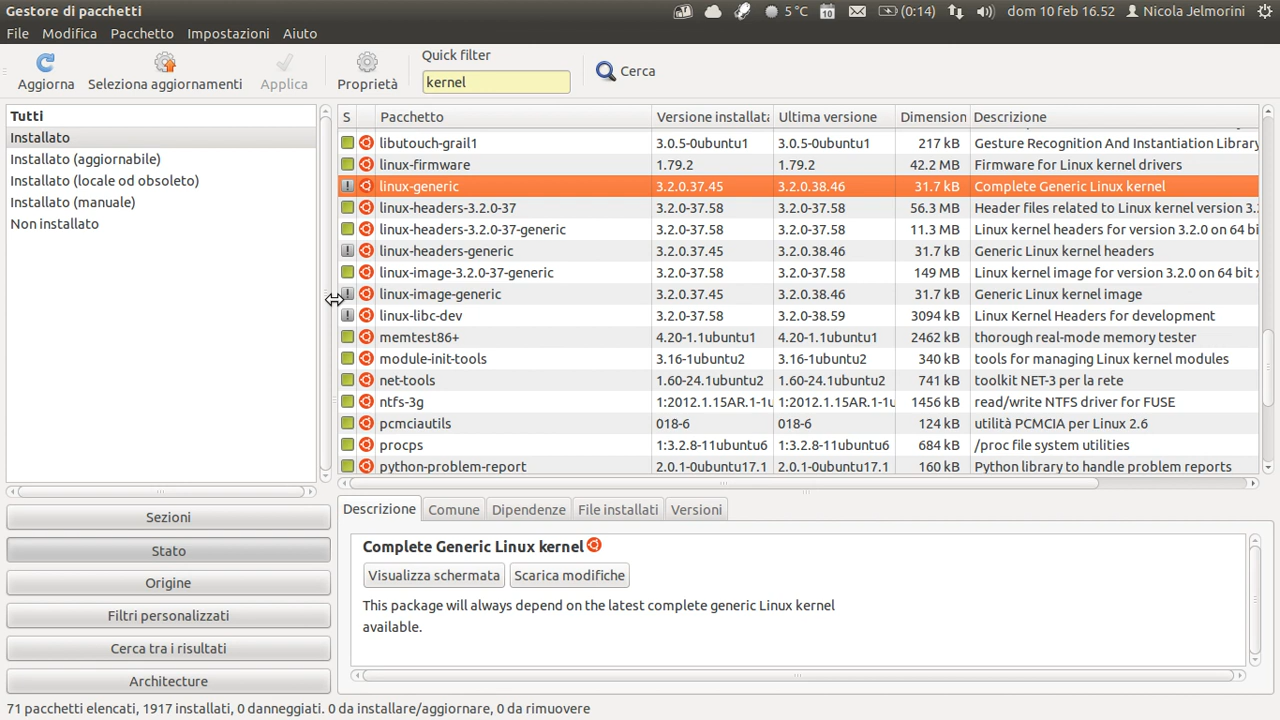 Gestore di pacchetti
5 °C
10
(0:14)
dom 10 feb 16.52
Nicola Jelmorini
File Modifica Pacchetto Impostazioni Aiuto
Aggiorna
Seleziona aggiornamenti
Applica
Proprietà
Quick filter
kernel
Cerca
Tutti
Installato
Installato (aggiornabile)
Installato (locale od obsoleto)
Installato (manuale)
Non installato
S Pacchetto Versione installata Ultima versione Dimension Descrizione
libutouch-grail1 3.0.5-0ubuntu1 3.0.5-0ubuntu1 217 kB Gesture Recognition And Instantiation Library
linux-firmware 1.79.2 1.79.2 42.2 MB Firmware for Linux kernel drivers
linux-generic 3.2.0.37.45 3.2.0.38.46 31.7 kB Complete Generic Linux kernel
linux-headers-3.2.0-37 3.2.0-37.58 3.2.0-37.58 56.3 MB Header files related to Linux kernel version 3.
linux-headers-3.2.0-37-generic 3.2.0-37.58 3.2.0-37.58 11.3 MB Linux kernel headers for version 3.2.0 on 64 bi
linux-headers-generic 3.2.0.37.45 3.2.0.38.46 31.7 kB Generic Linux kernel headers
linux-image-3.2.0-37-generic 3.2.0-37.58 3.2.0-37.58 149 MB Linux kernel image for version 3.2.0 on 64 bit
linux-image-generic 3.2.0.37.45 3.2.0.38.46 31.7 kB Generic Linux kernel image
linux-libc-dev 3.2.0-37.58 3.2.0-38.59 3094 kB Linux Kernel Headers for development
memtest86+ 4.20-1.1ubuntu1 4.20-1.1ubuntu1 2462 kB thorough real-mode memory tester
module-init-tools 3.16-1ubuntu2 3.16-1ubuntu2 340 kB tools for managing Linux kernel modules
net-tools 1.60-24.1ubuntu2 1.60-24.1ubuntu2 741 kB toolkit NET-3 per la rete
ntfs-3g 1:2012.1.15AR.1-1u 1:2012.1.15AR.1-1u 1456 kB read/write NTFS driver for FUSE
pcmciautils 018-6 018-6 124 kB utilità PCMCIA per Linux 2.6
procps 1:3.2.8-11ubuntu6 1:3.2.8-11ubuntu6 684 kB /proc file system utilities
python-problem-report 2.0.1-0ubuntu17.1 2.0.1-0ubuntu17.1 160 kB Python library to handle problem reports
Sezioni
Stato
Origine
Filtri personalizzati
Cerca tra i risultati
Architecture
Descrizione Comune Dipendenze File installati Versioni
Complete Generic Linux kernel
Visualizza schermata Scarica modifiche
This package will always depend on the latest complete generic Linux kernel
available.
71 pacchetti elencati, 1917 installati, 0 danneggiati. 0 da installare/aggiornare, 0 da rimuovere